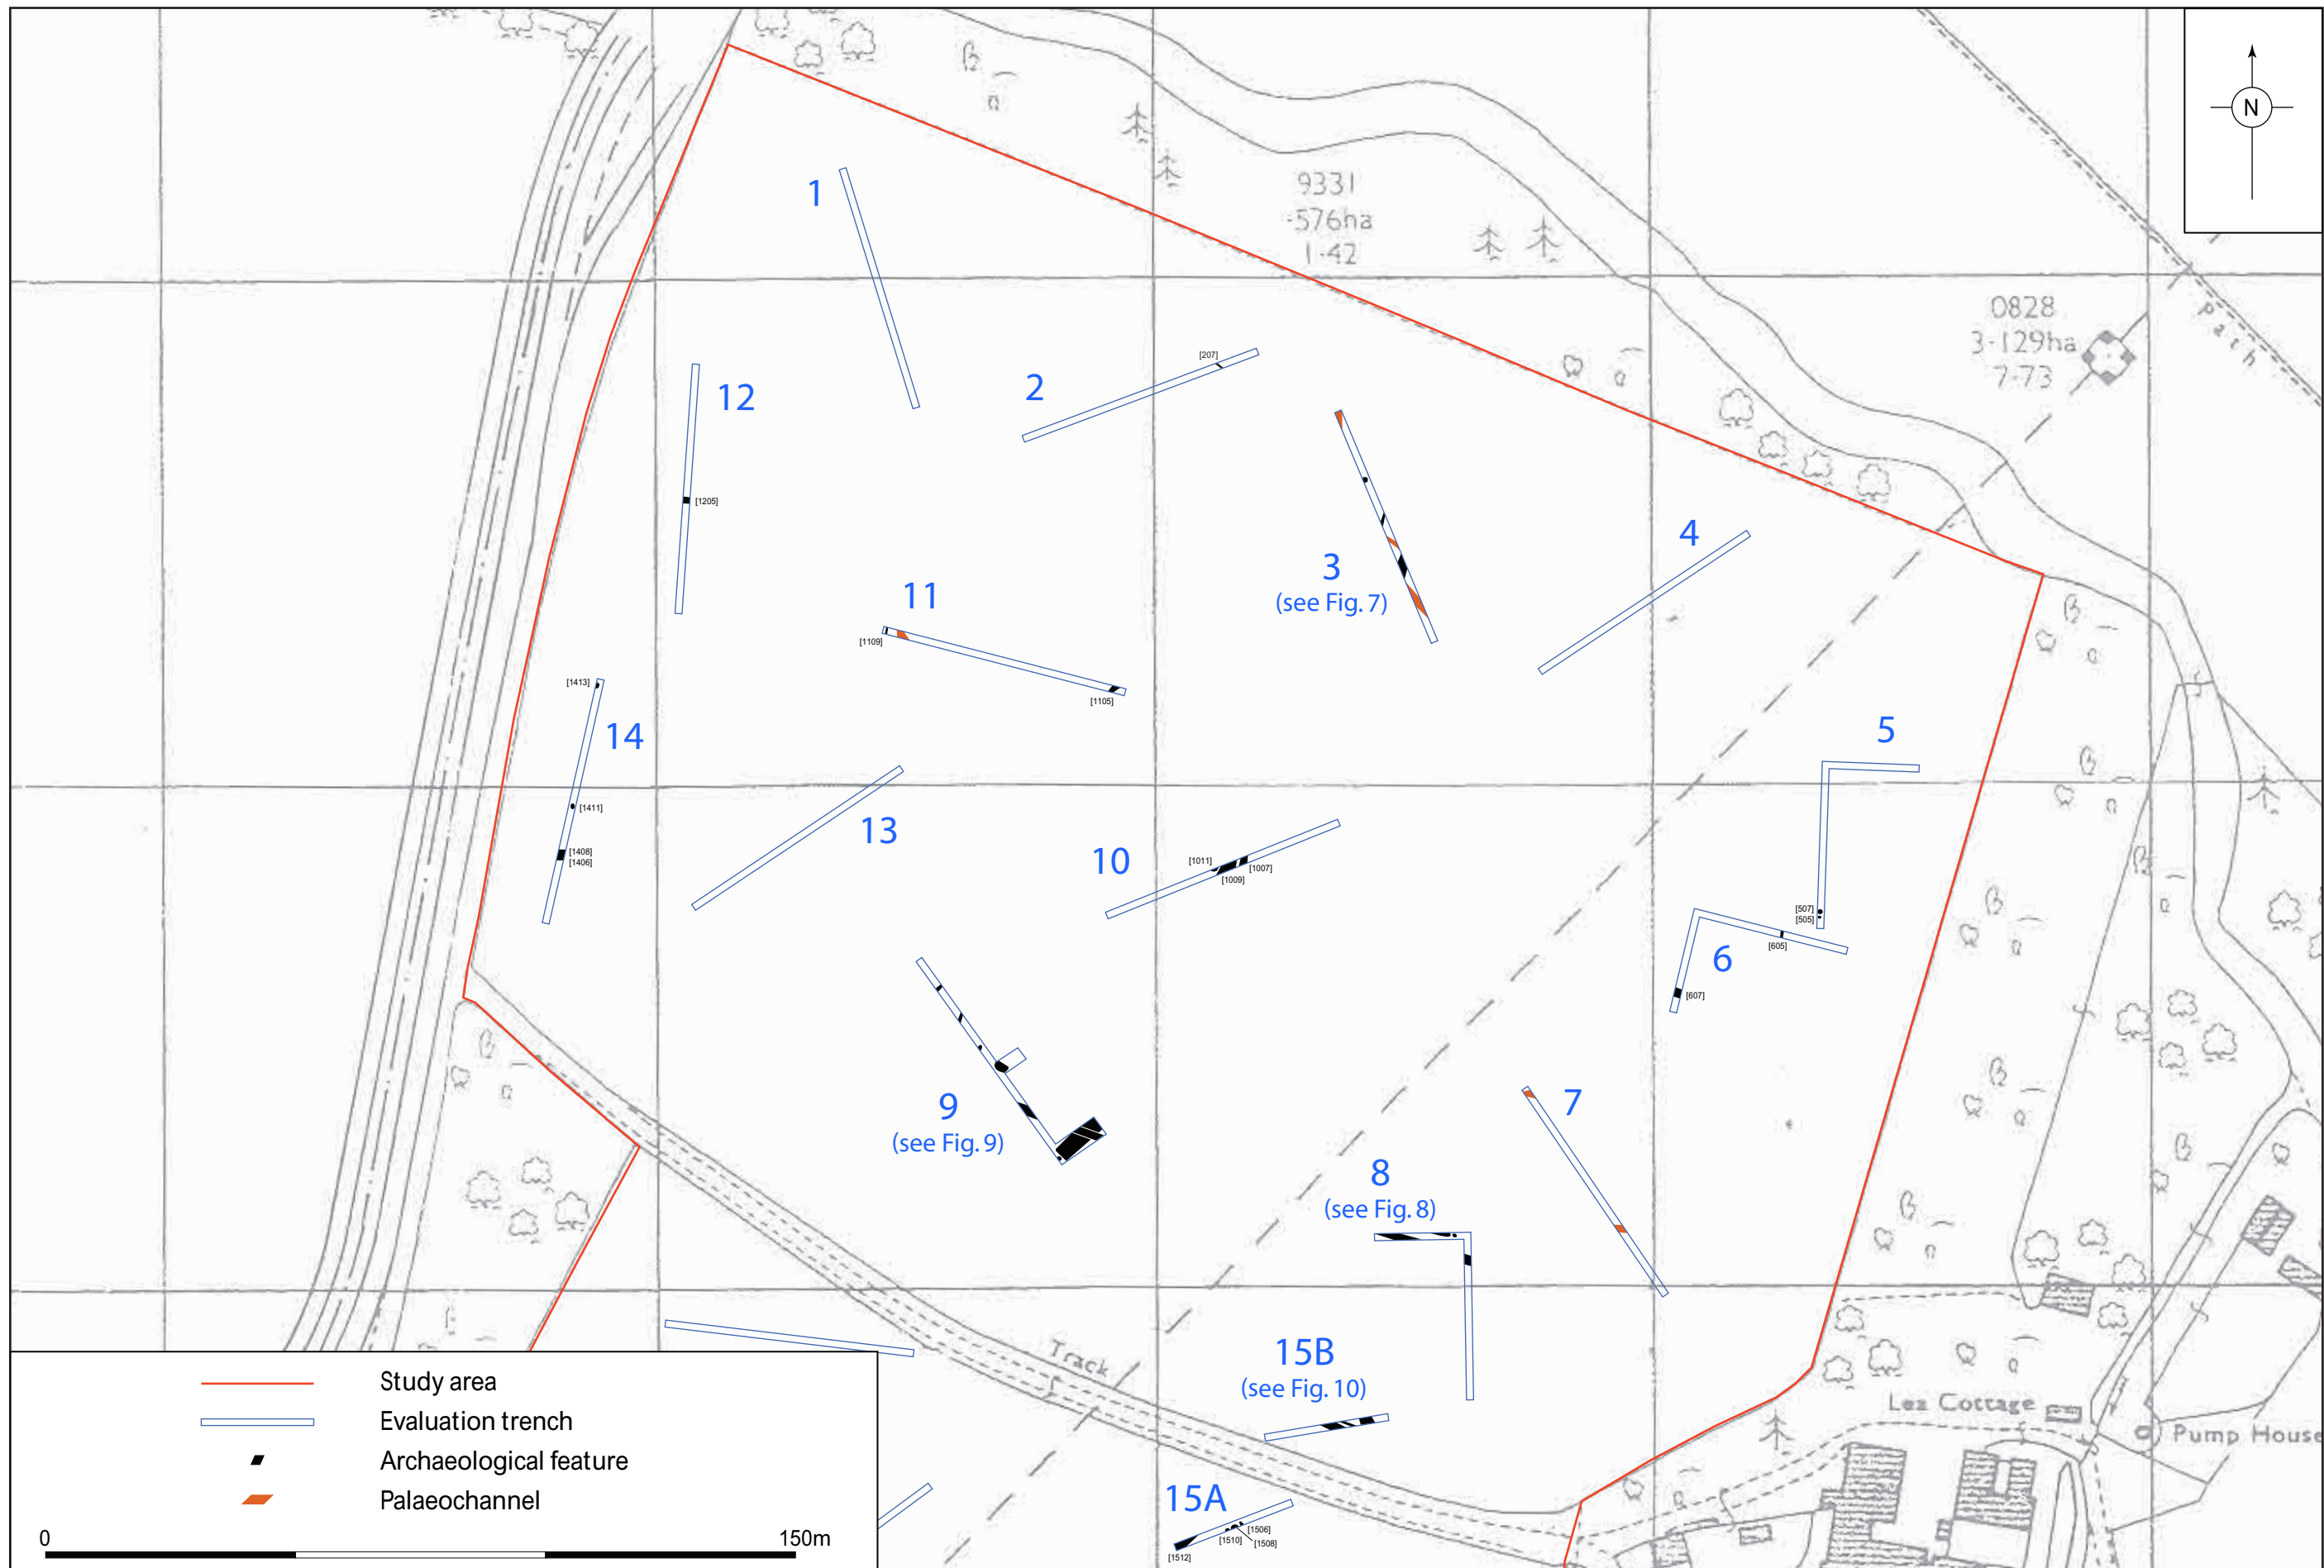 N
1
9331
·576ha
1·42
0828
3·129ha
7·73
Path
[207]
2
12
[1205]
3
(see Fig. 7)
4
11
[1109]
[1105]
[1413]
14
[1411]
[1408]
[1406]
13
5
10
[1011]
[1007]
[1009]
[507]
[505]
[605]
6
[607]
9
(see Fig. 9)
7
8
(see Fig. 8)
Track
15B
(see Fig. 10)
Lea Cottage
Pump House
15A
[1506]
[1510]
[1508]
[1512]
Study area
Evaluation trench
Archaeological feature
Palaeochannel
0
150m